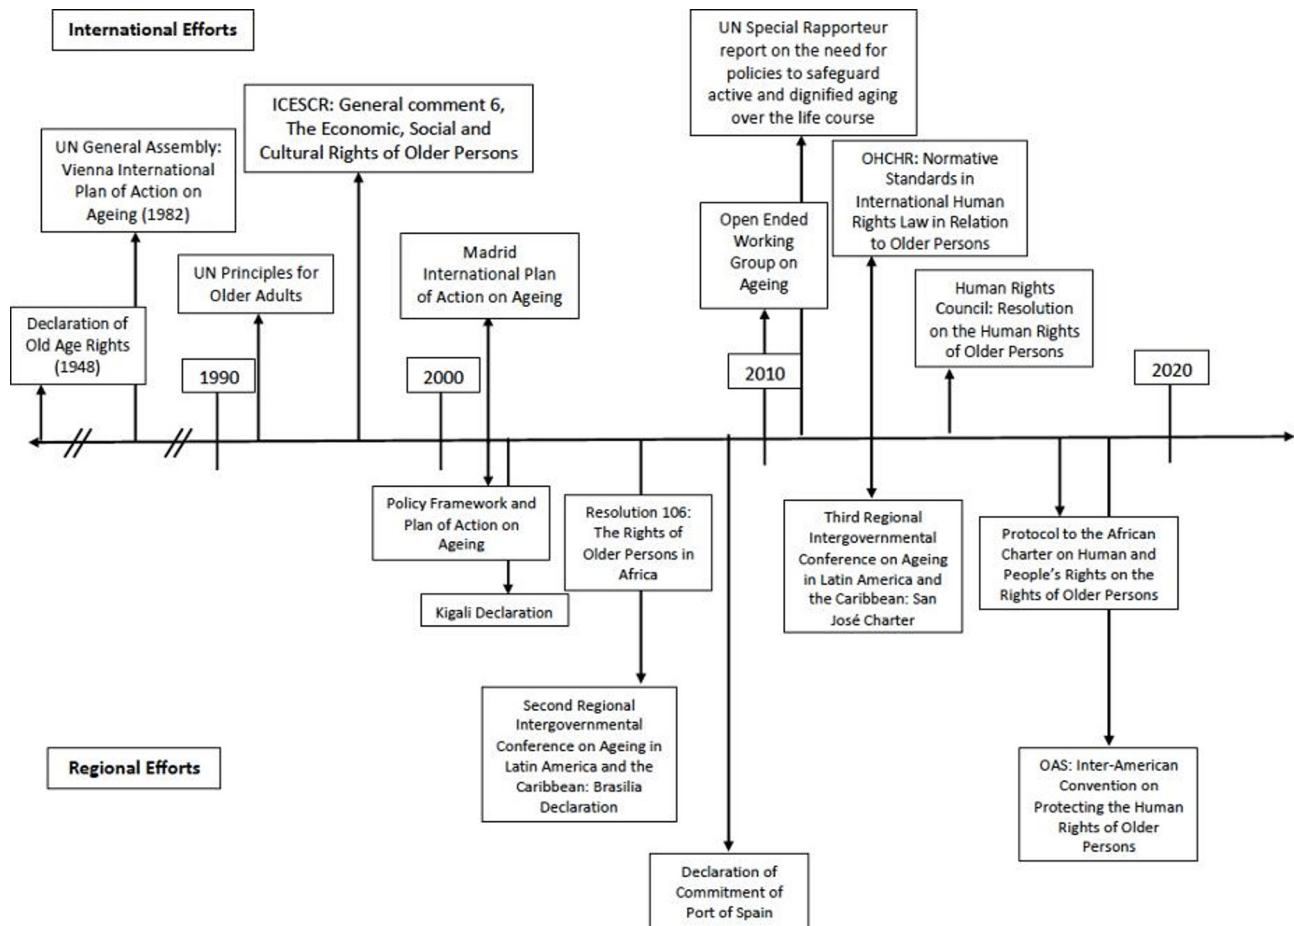 International Efforts
UN General Assembly:
Vienna International
Plan of Action on
Ageing (1982)
ICESCR: General comment 6,
The Economic, Social and
Cultural Rights of Older Persons
UN Special Rapporteur
report on the need for
policies to safeguard
active and dignified aging
over the life course
OHCHR: Normative
Standards in
International Human
Rights Law in Relation
to Older Persons
Declaration of
Old Age Rights
(1948)
UN Principles for
Older Adults
Madrid
International Plan
of Action on Ageing
Open Ended
Working
Group on
Ageing
Human Rights
Council: Resolution
on the Human Rights
of Older Persons
1990
2000
2010
2020
Policy Framework and
Plan of Action on
Ageing
Kigali Declaration
Resolution 106:
The Rights of
Older Persons in
Africa
Third Regional
Intergovernmental
Conference on Ageing
in Latin America and
the Caribbean: San
José Charter
Protocol to the African
Charter on Human and
People’s Rights on the
Rights of Older Persons
Second Regional
Intergovernmental
Conference on Ageing in
Latin America and the
Caribbean: Brasilia
Declaration
Regional Efforts
OAS: Inter-American
Convention on
Protecting the Human
Rights of Older
Persons
Declaration of
Commitment of
Port of Spain